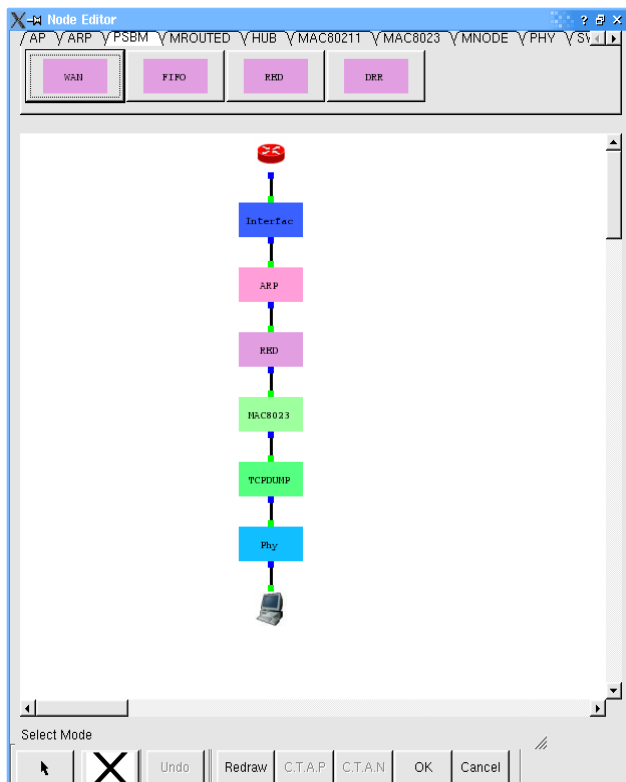 Node Editor
AP ARP PSBM MROUTED HUB MAC80211 MAC8023 MNODE PHY
WAN FIFO RED DRR
Interfac
ARP
RED
MAC8023
TCPDUMP
Phy
Select Mode
Undo Redraw C.T.A.P C.T.A.N OK Cancel